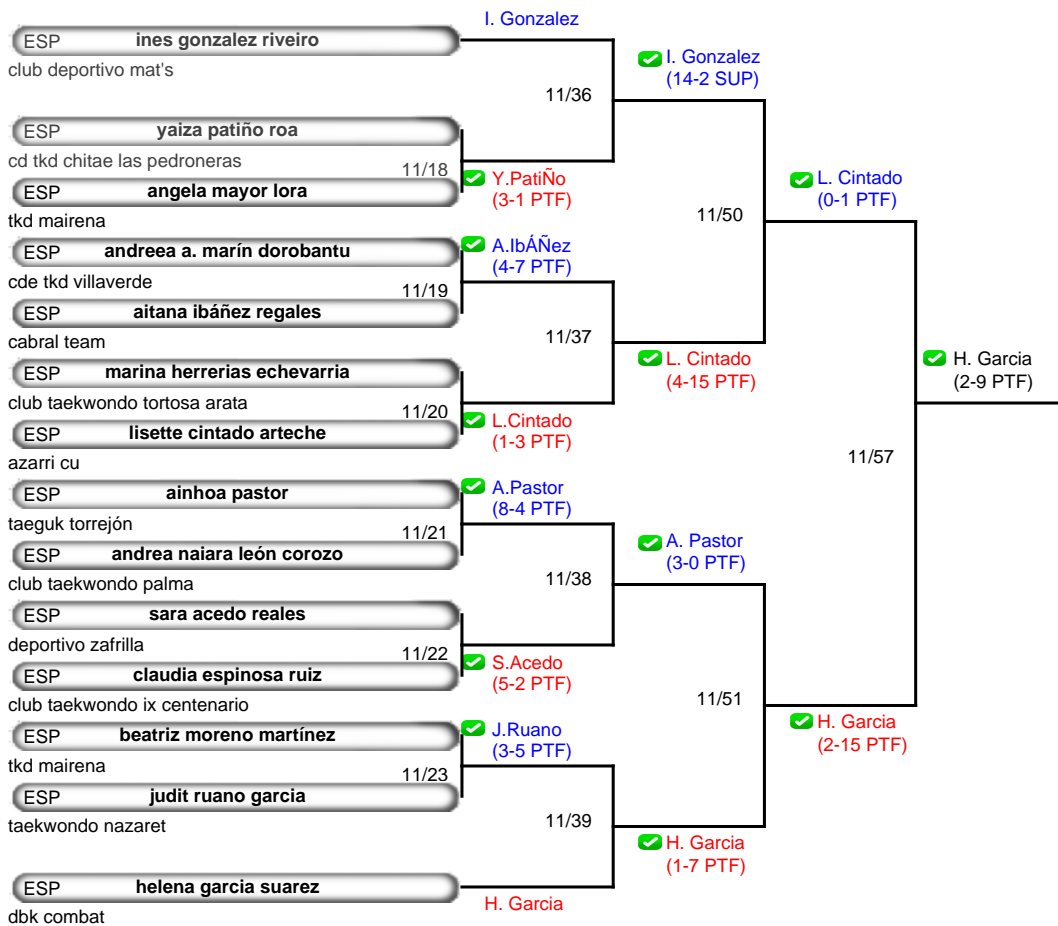 I. Gonzalez
ESP ines gonzalez riveiro
club deportivo mat's
I. Gonzalez
(14-2 SUP)
11/36
ESP yaiza patiño roa
cd tkd chitae las pedroneras
11/18
Y.PatiÑo
(3-1 PTF)
ESP angela mayor lora
tkd mairena
L. Cintado
(0-1 PTF)
11/50
ESP andreea a. marín dorobantu
cde tkd villaverde
A.IbÁÑez
(4-7 PTF)
11/19
ESP aitana ibáñez regales
cabral team
11/37
ESP marina herrerias echevarria
club taekwondo tortosa arata
L. Cintado
(4-15 PTF)
H. Garcia
(2-9 PTF)
11/20
L.Cintado
(1-3 PTF)
ESP lisette cintado arteche
azarri cu
11/57
ESP ainhoa pastor
taeguk torrejón
A.Pastor
(8-4 PTF)
11/21
ESP andrea naiara león corozo
club taekwondo palma
A. Pastor
(3-0 PTF)
11/38
ESP sara acedo reales
deportivo zafrilla
11/22
S.Acedo
(5-2 PTF)
ESP claudia espinosa ruiz
club taekwondo ix centenario
11/51
ESP beatriz moreno martínez
tkd mairena
J.Ruano
(3-5 PTF)
H. Garcia
(2-15 PTF)
11/23
ESP judit ruano garcia
taekwondo nazaret
11/39
H. Garcia
(1-7 PTF)
ESP helena garcia suarez
dbk combat
H. Garcia